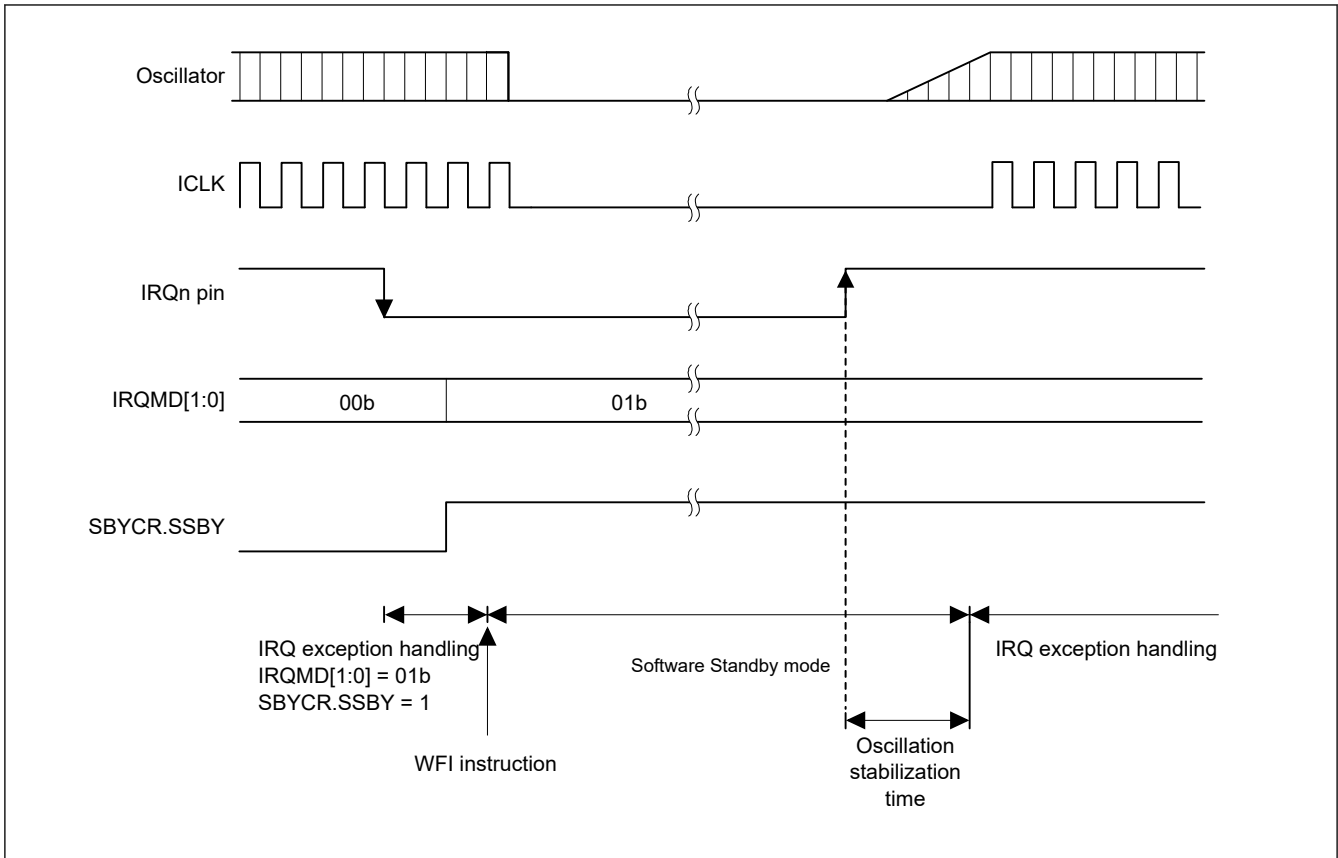 Oscillator
ICLK
IRQn pin
IRQMD[1:0]
00b
01b
SBYCR.SSBY
IRQ exception handling
IRQMD[1:0] = 01b
SBYCR.SSBY = 1
Software Standby mode
IRQ exception handling
WFI instruction
Oscillation
stabilization
time